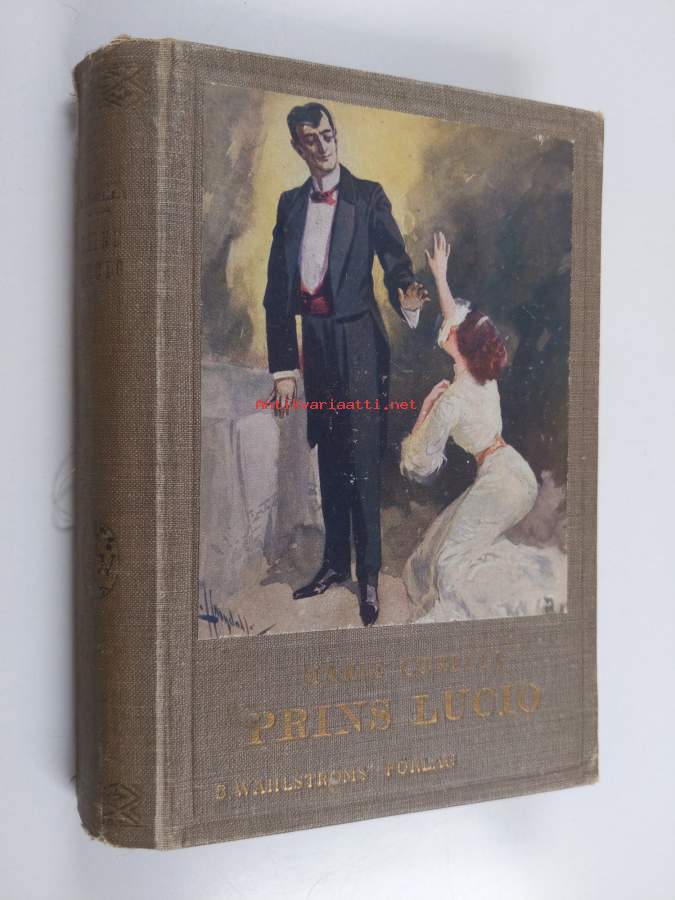 Antikvariaatti.net
MARIE CORELLI
PRINS LUCIO
B. WAHLSTRÖMS FÖRLAG